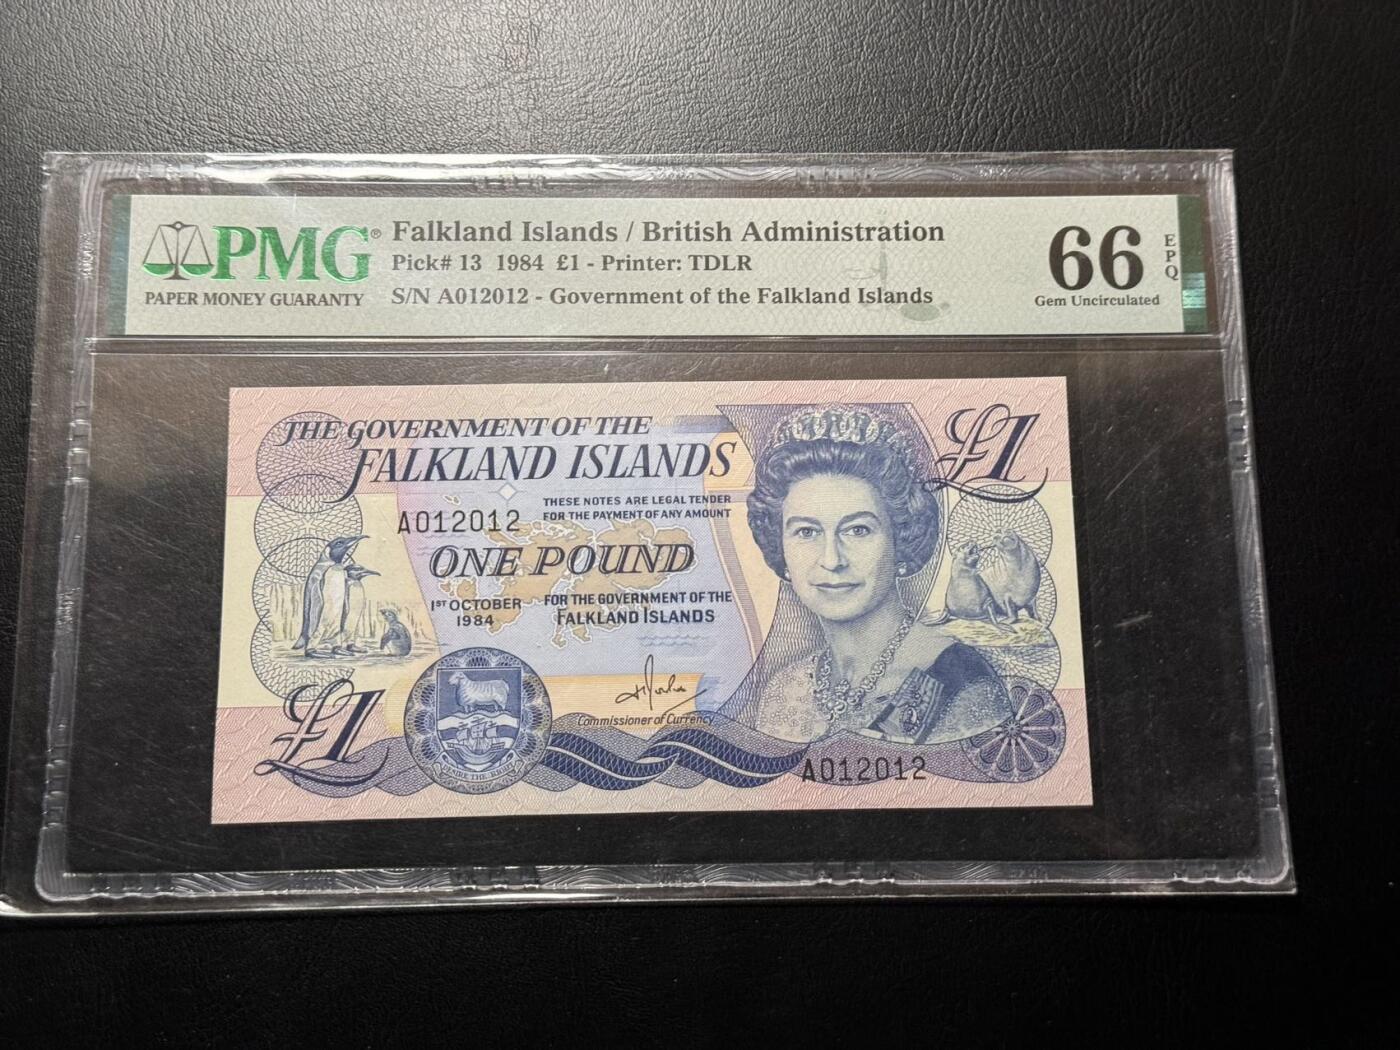 PMG®
PAPER MONEY GUARANTY
Falkland Islands / British Administration
Pick# 13 1984 £1 - Printer: TDLR
S/N A012012 - Government of the Falkland Islands
66
EPQ
Gem Uncirculated
THE GOVERNMENT OF THE
FALKLAND ISLANDS
£1
THESE NOTES ARE LEGAL TENDER
FOR THE PAYMENT OF ANY AMOUNT
A012012
ONE POUND
1ST OCTOBER
1984
FOR THE GOVERNMENT OF THE
FALKLAND ISLANDS
Commissioner of Currency
£1
DESIRE THE RIGHT
A012012